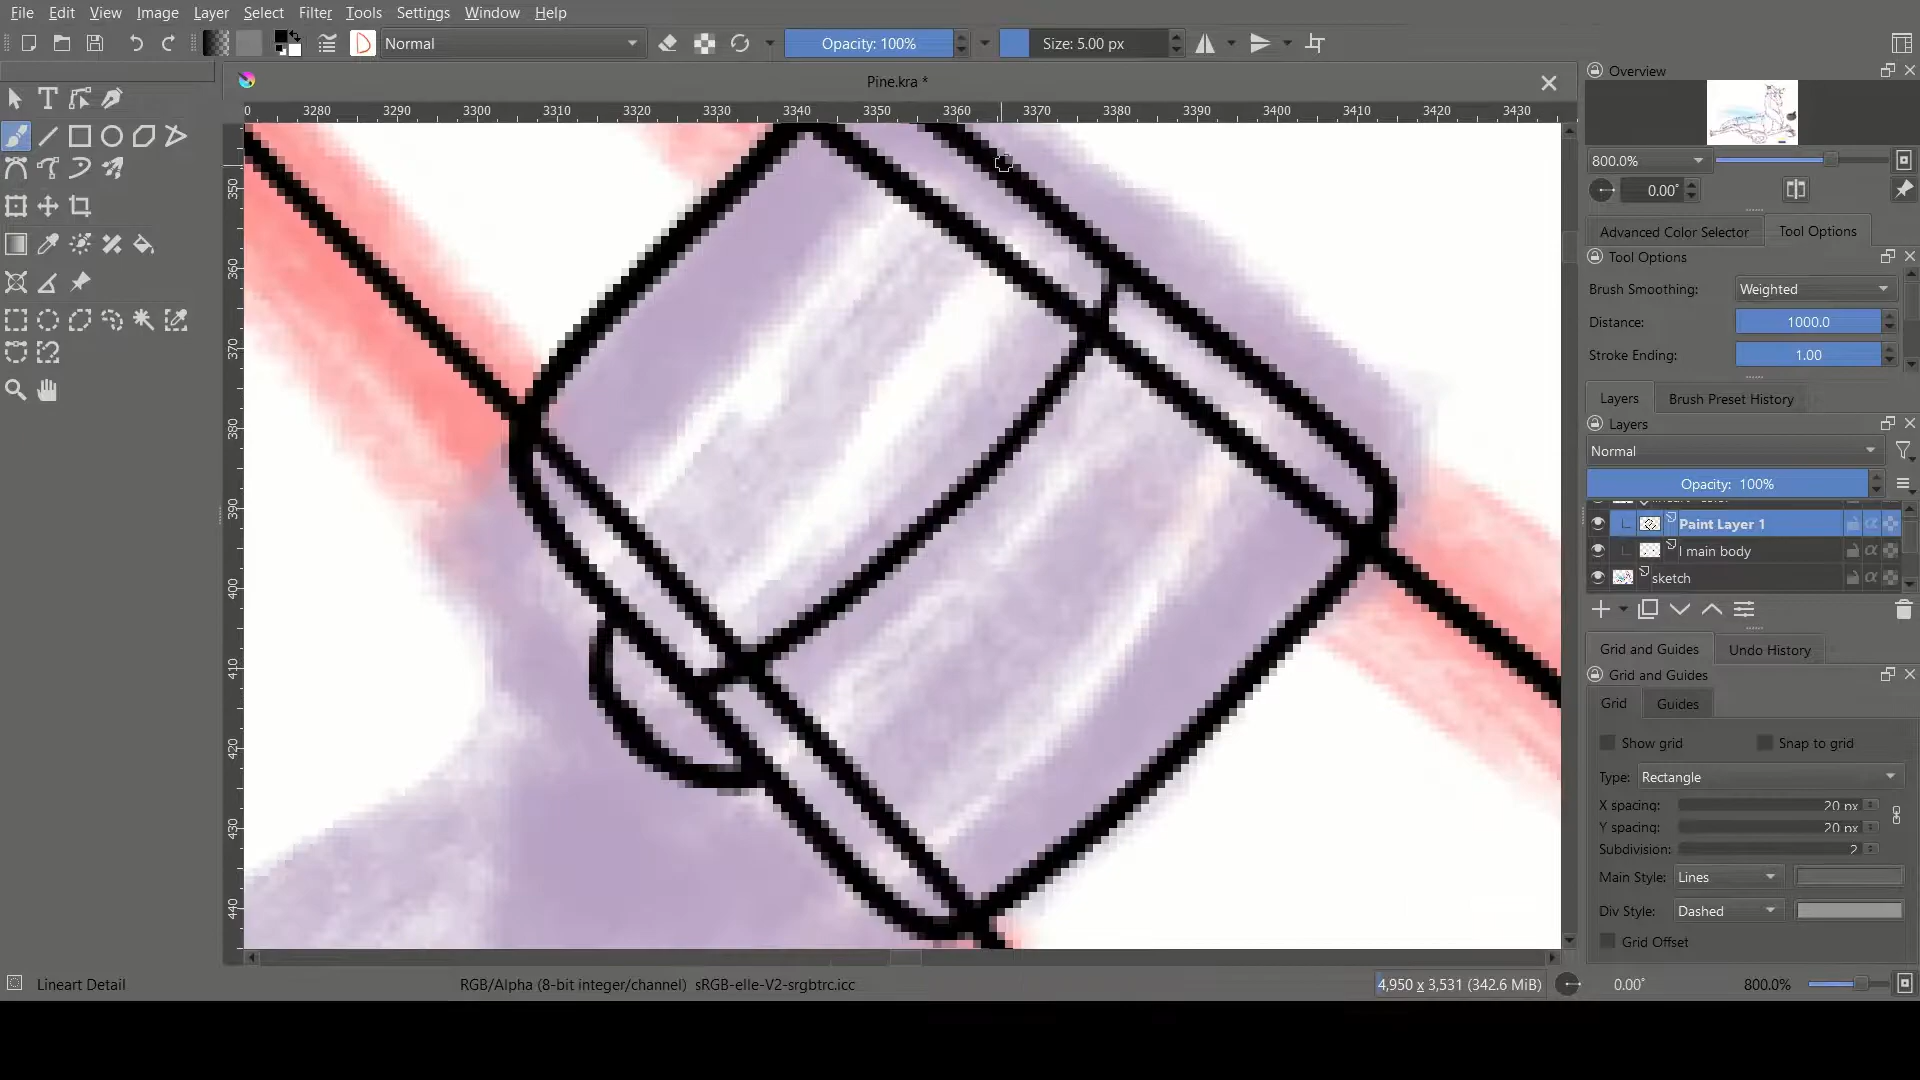 File Edit View Image Layer Select Filter Tools Settings Window Help
Normal
Opacity: 100%
Size: 5.00 px
Pine.kra *
0 3280 3290 3300 3310 3320 3330 3340 3350 3360 3370 3380 3390 3400 3410 3420 3430
350
360
370
380
390
400
410
420
430
440
Overview
800.0%
0.00°
Advanced Color Selector Tool Options
Tool Options
Brush Smoothing: Weighted
Distance: 1000.0
Stroke Ending: 1.00
Layers Brush Preset History
Layers
Normal
Opacity: 100%
Paint Layer 1
l main body
sketch
Grid and Guides Undo History
Grid and Guides
Grid Guides
Show grid Snap to grid
Type: Rectangle
X spacing: 20 px
Y spacing: 20 px
Subdivision: 2
Main Style: Lines
Div Style: Dashed
Grid Offset
Lineart Detail
RGB/Alpha (8-bit integer/channel) sRGB-elle-V2-srgbtrc.icc
4,950 x 3,531 (342.6 MiB)
0.00°
800.0%